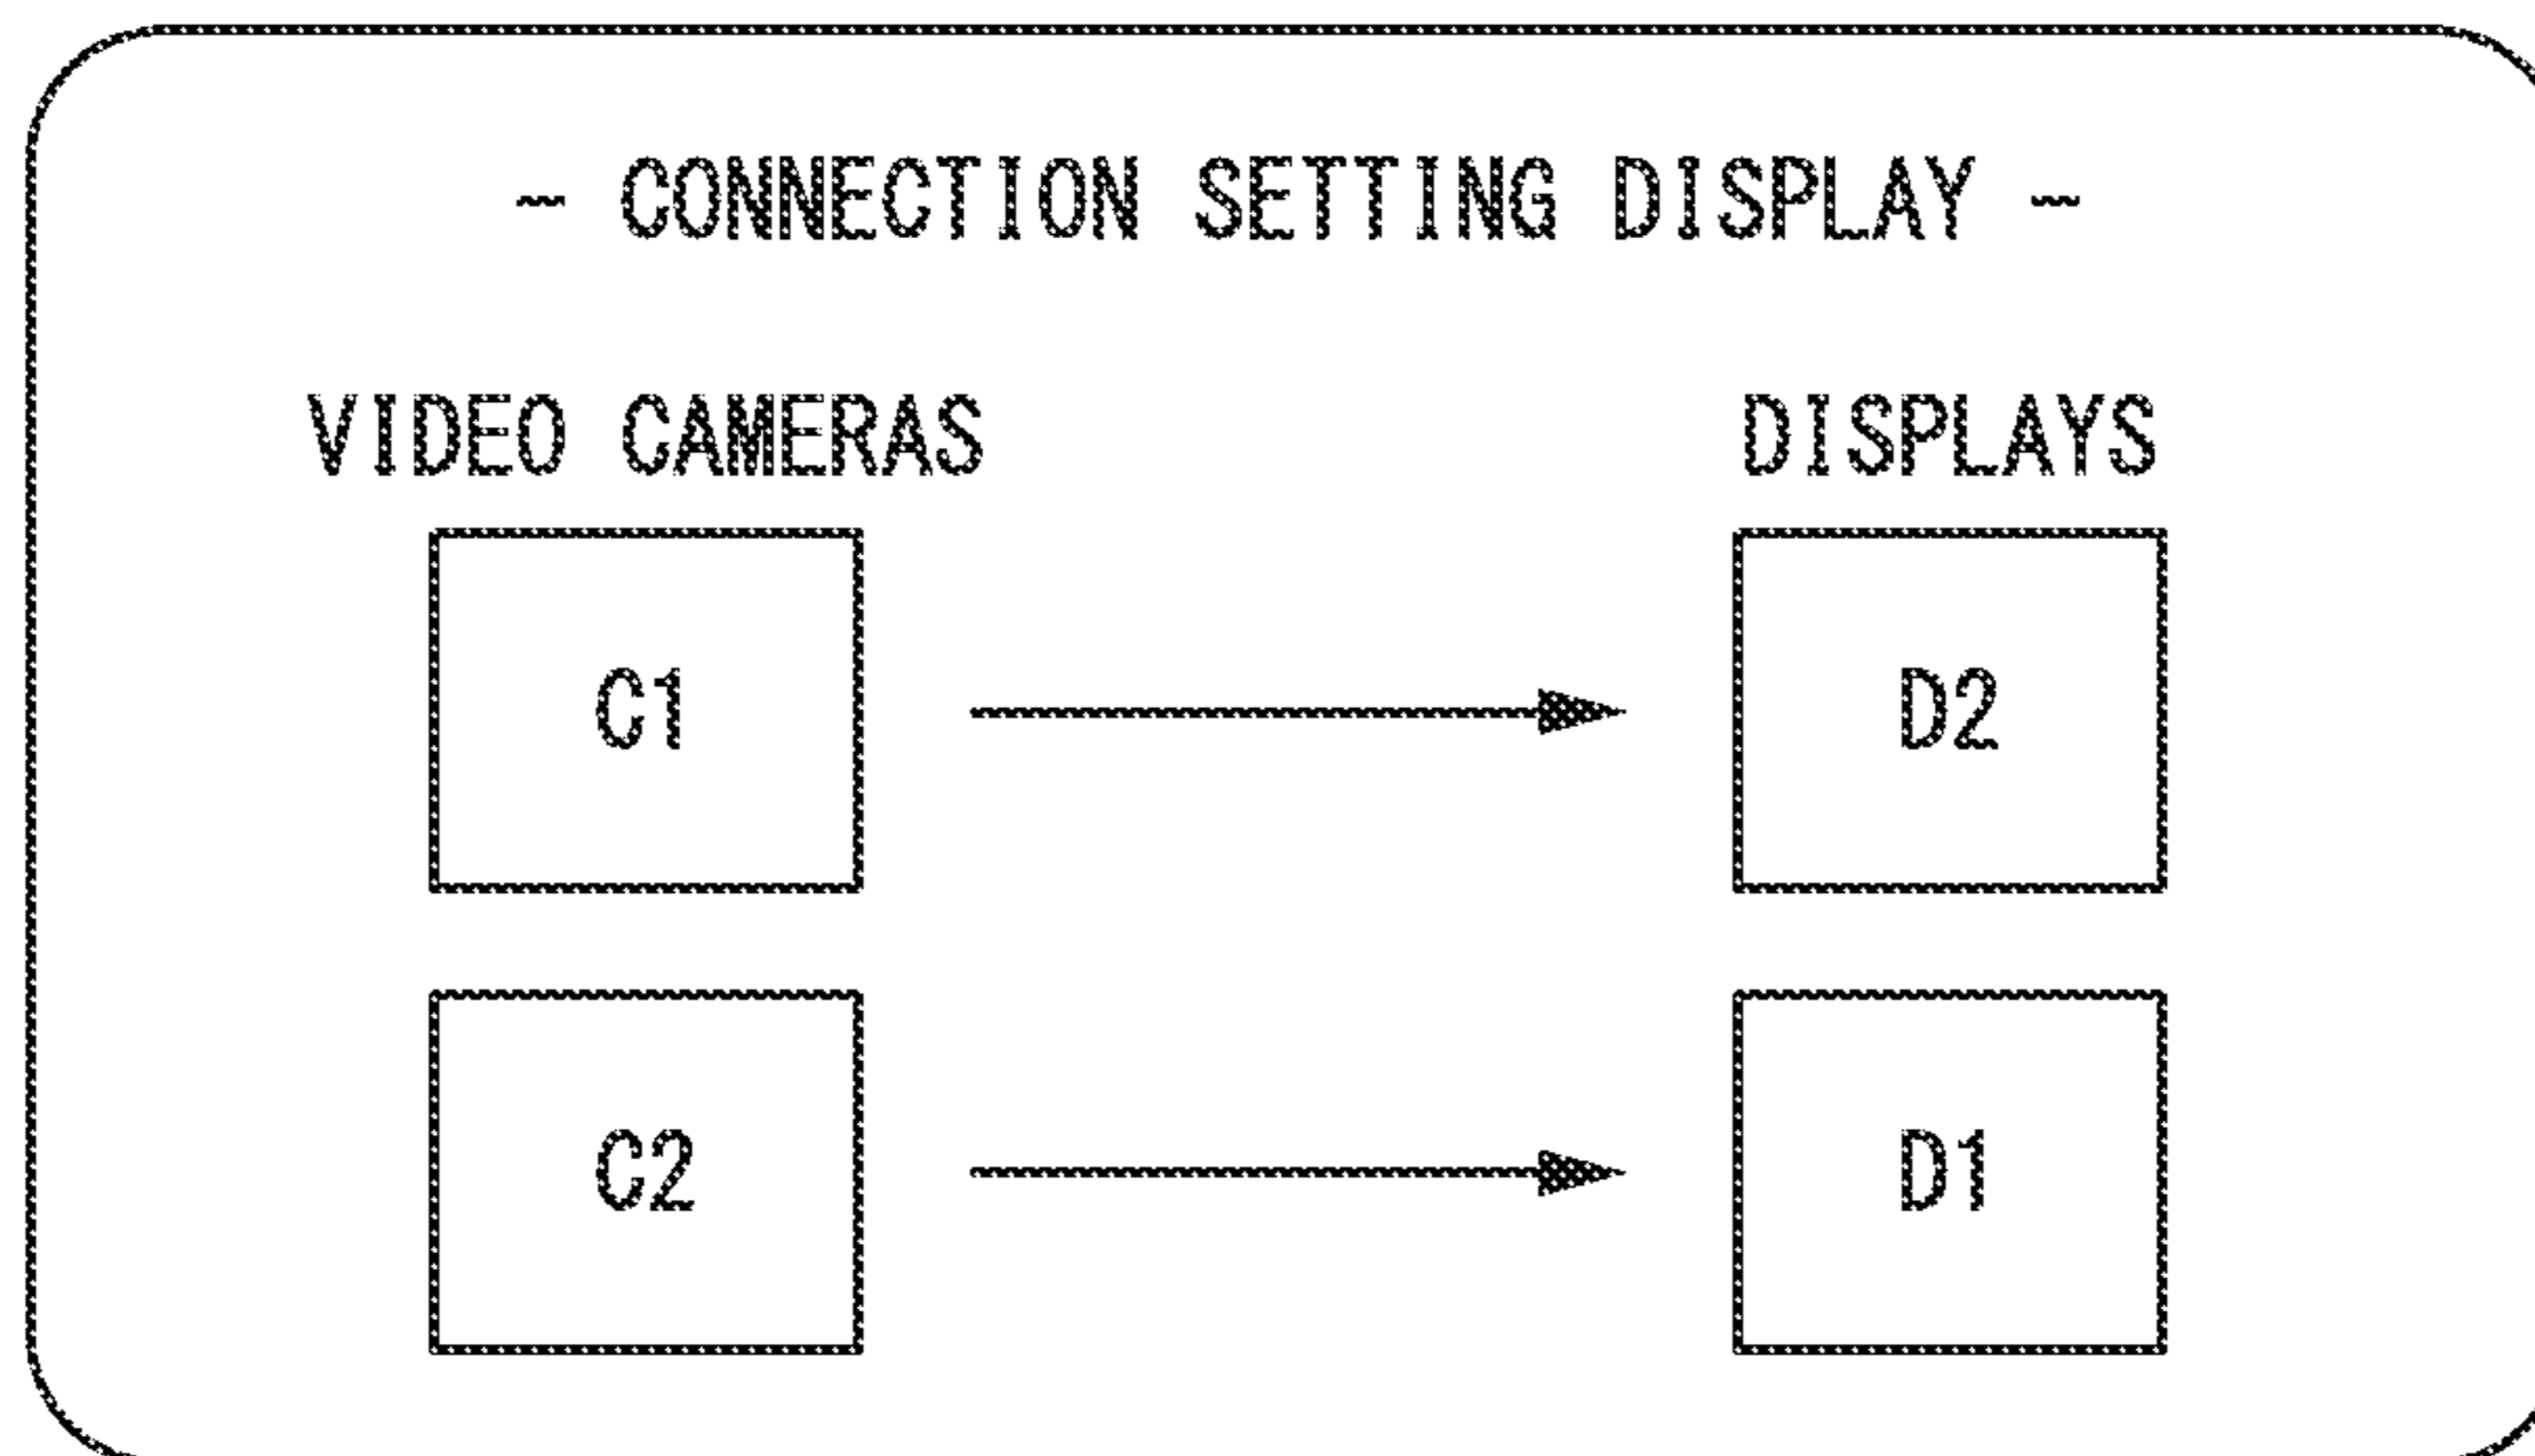 - CONNECTION SETTING DISPLAY -
VIDEO CAMERAS DISPLAYS
C1 D2
C2 D1